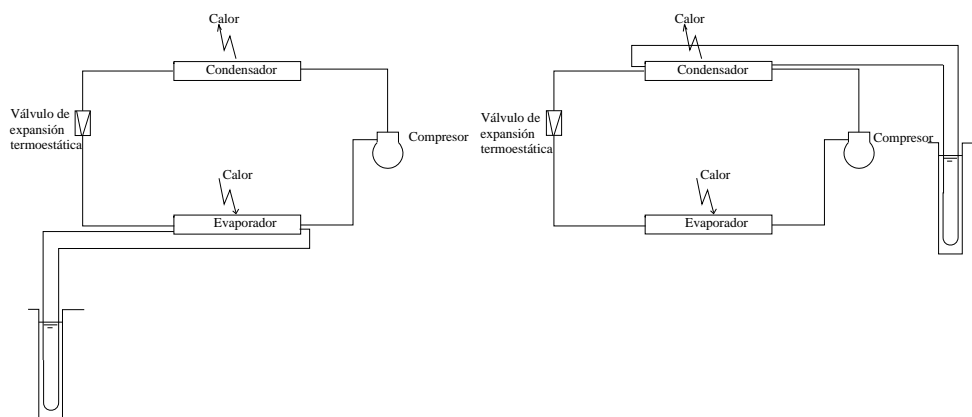 Calor
Condensador
Válvulo de
expansión
termoestática
Compresor
Calor
Evaporador
Calor
Condensador
Válvulo de
expansión
termoestática
Compresor
Calor
Evaporador